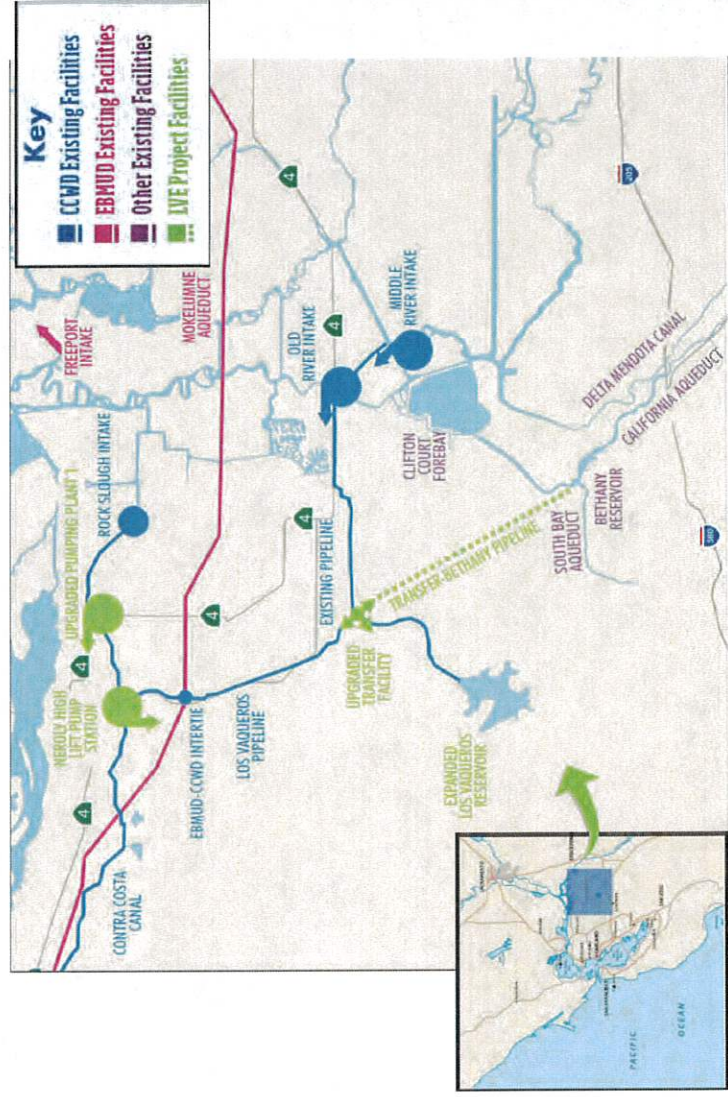 Key
CCWD Existing Facilities
EBMUD Existing Facilities
Other Existing Facilities
LVE Project Facilities
FREEPORT
INTAKE
MOKELUMNE
AQUEDUCT
ROCK SLOUGH INTAKE
UPGRADED PUMPING PLANT 1
NEROLY HIGH
LIFT PUMP
STATION
4
4
4
4
4
4
CONTRA COSTA
CANAL
EBMUD-CCWD INTERTIE
LOS VAQUEROS
PIPELINE
EXISTING PIPELINE
OLD
RIVER INTAKE
MIDDLE
RIVER INTAKE
CLIFTON
COURT
FOREBAY
UPGRADED
TRANSFER
FACILITY
TRANSFER-BETHANY PIPELINE
EXPANDED
LOS VAQUEROS
RESERVOIR
SOUTH BAY
AQUEDUCT
BETHANY
RESERVOIR
DELTA MENDOTA CANAL
CALIFORNIA AQUEDUCT
205
580
PACIFIC
OCEAN